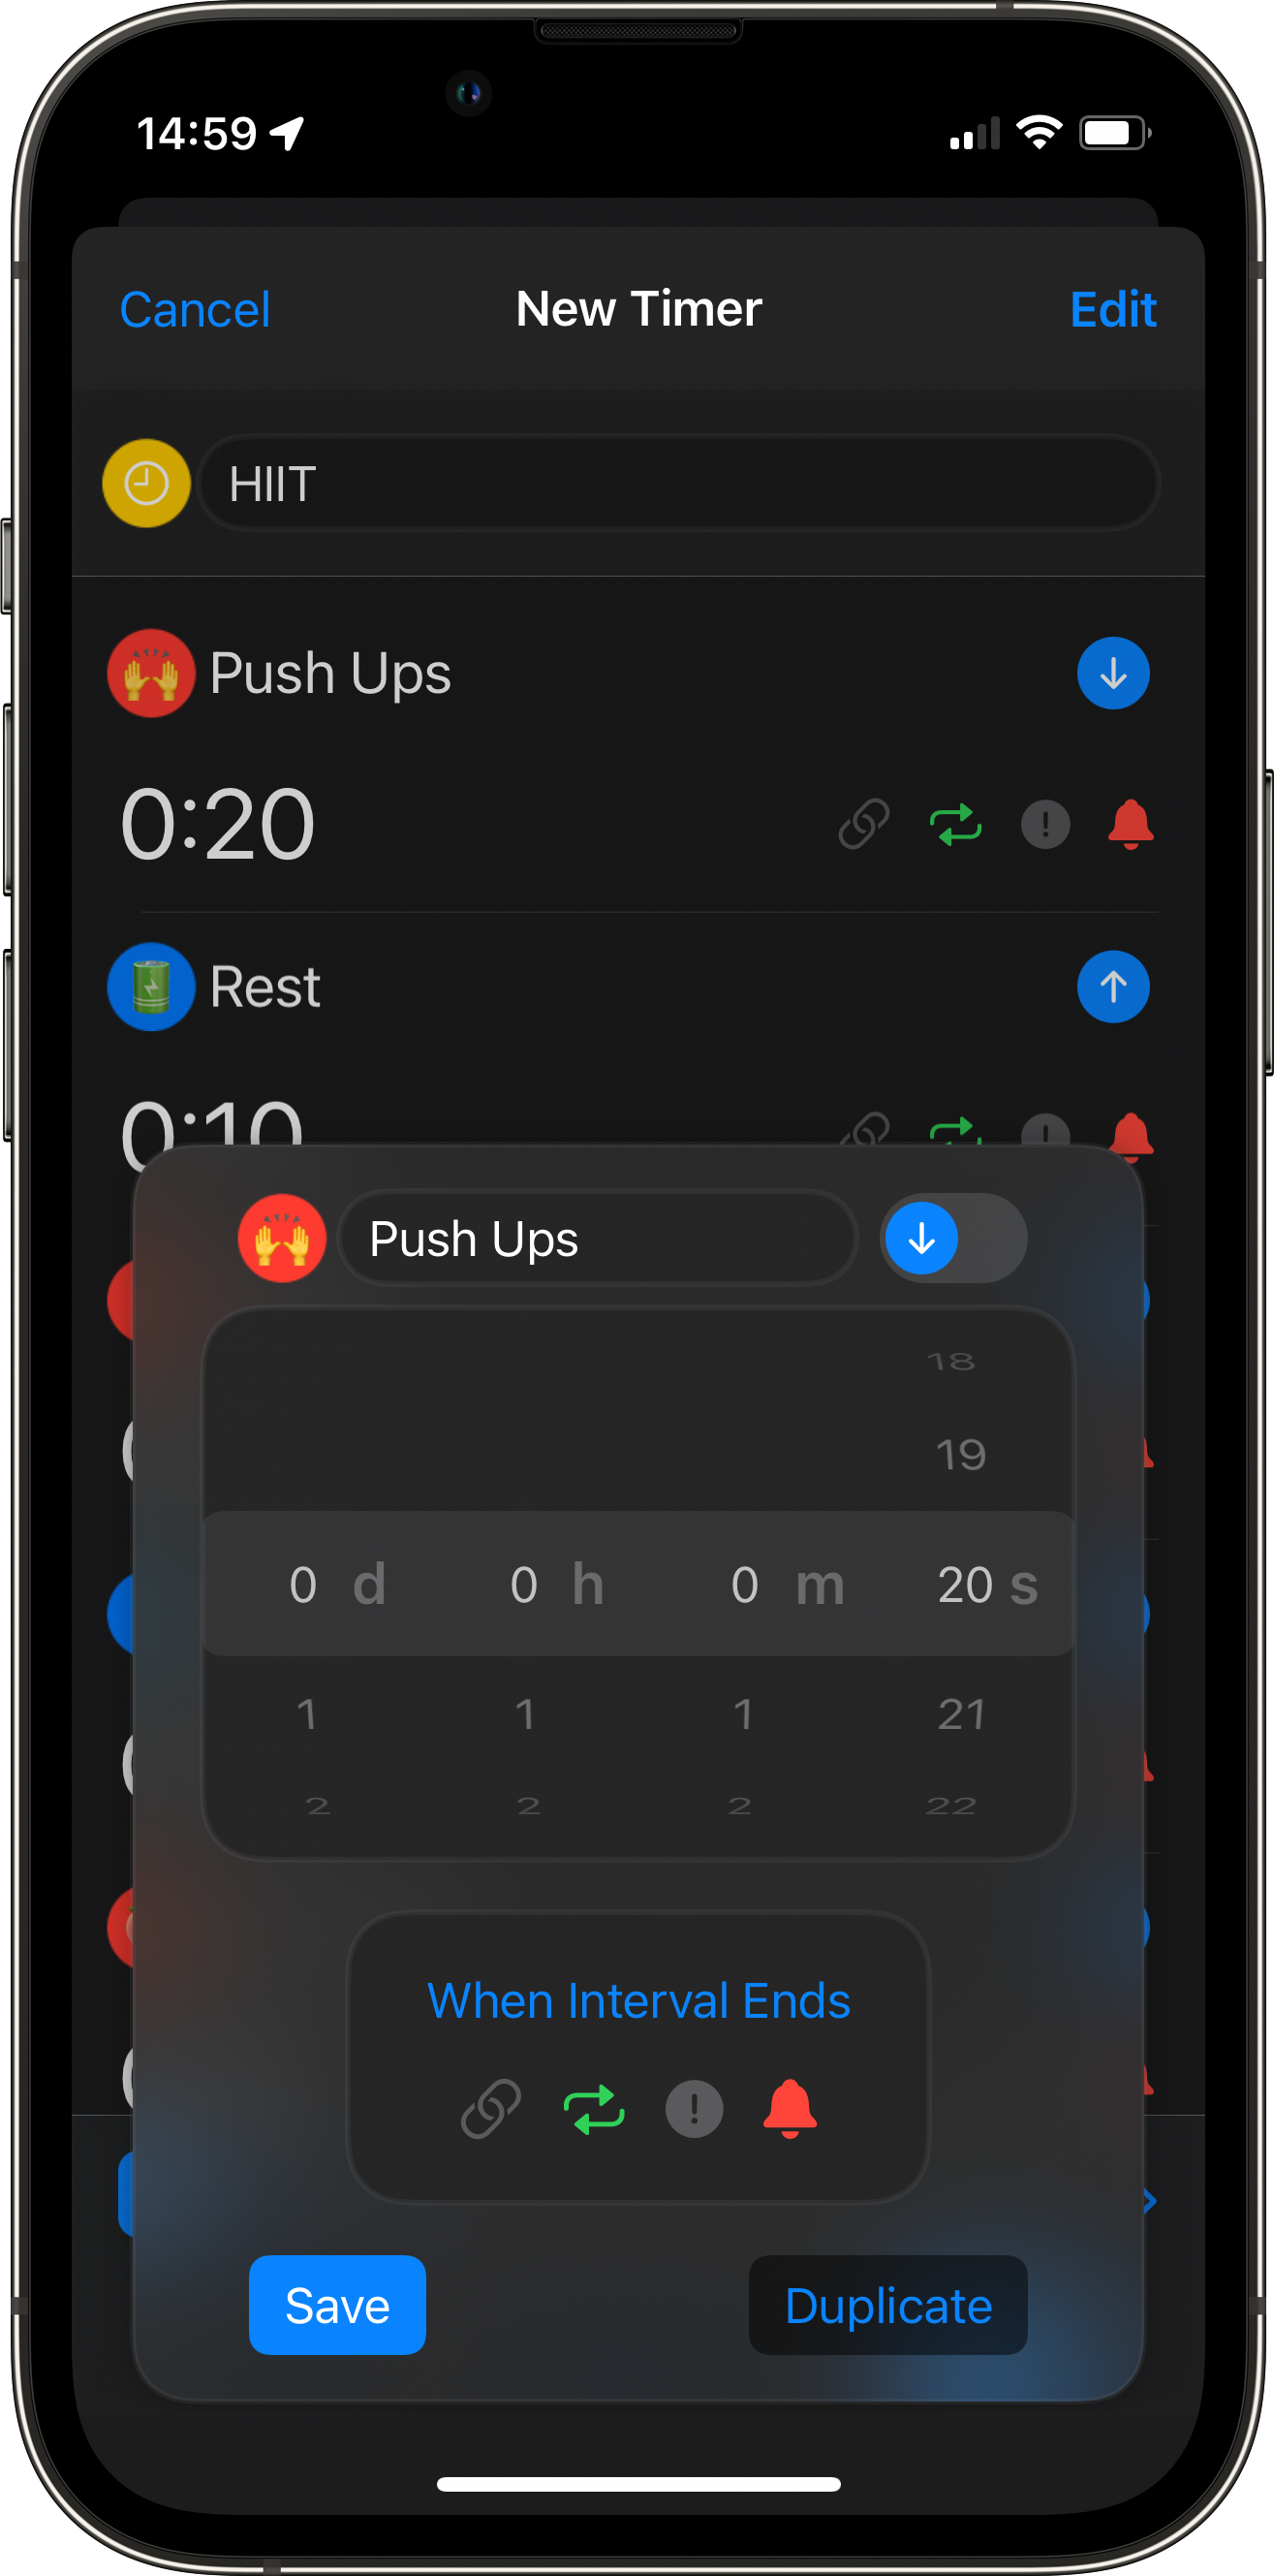 14:59
Cancel New Timer Edit
HIIT
Push Ups
0:20
Rest
0:10
Push Ups
18
19
0 d 0 h 0 m 20 s
1 1 1 21
2 2 2 22
When Interval Ends
Save Duplicate